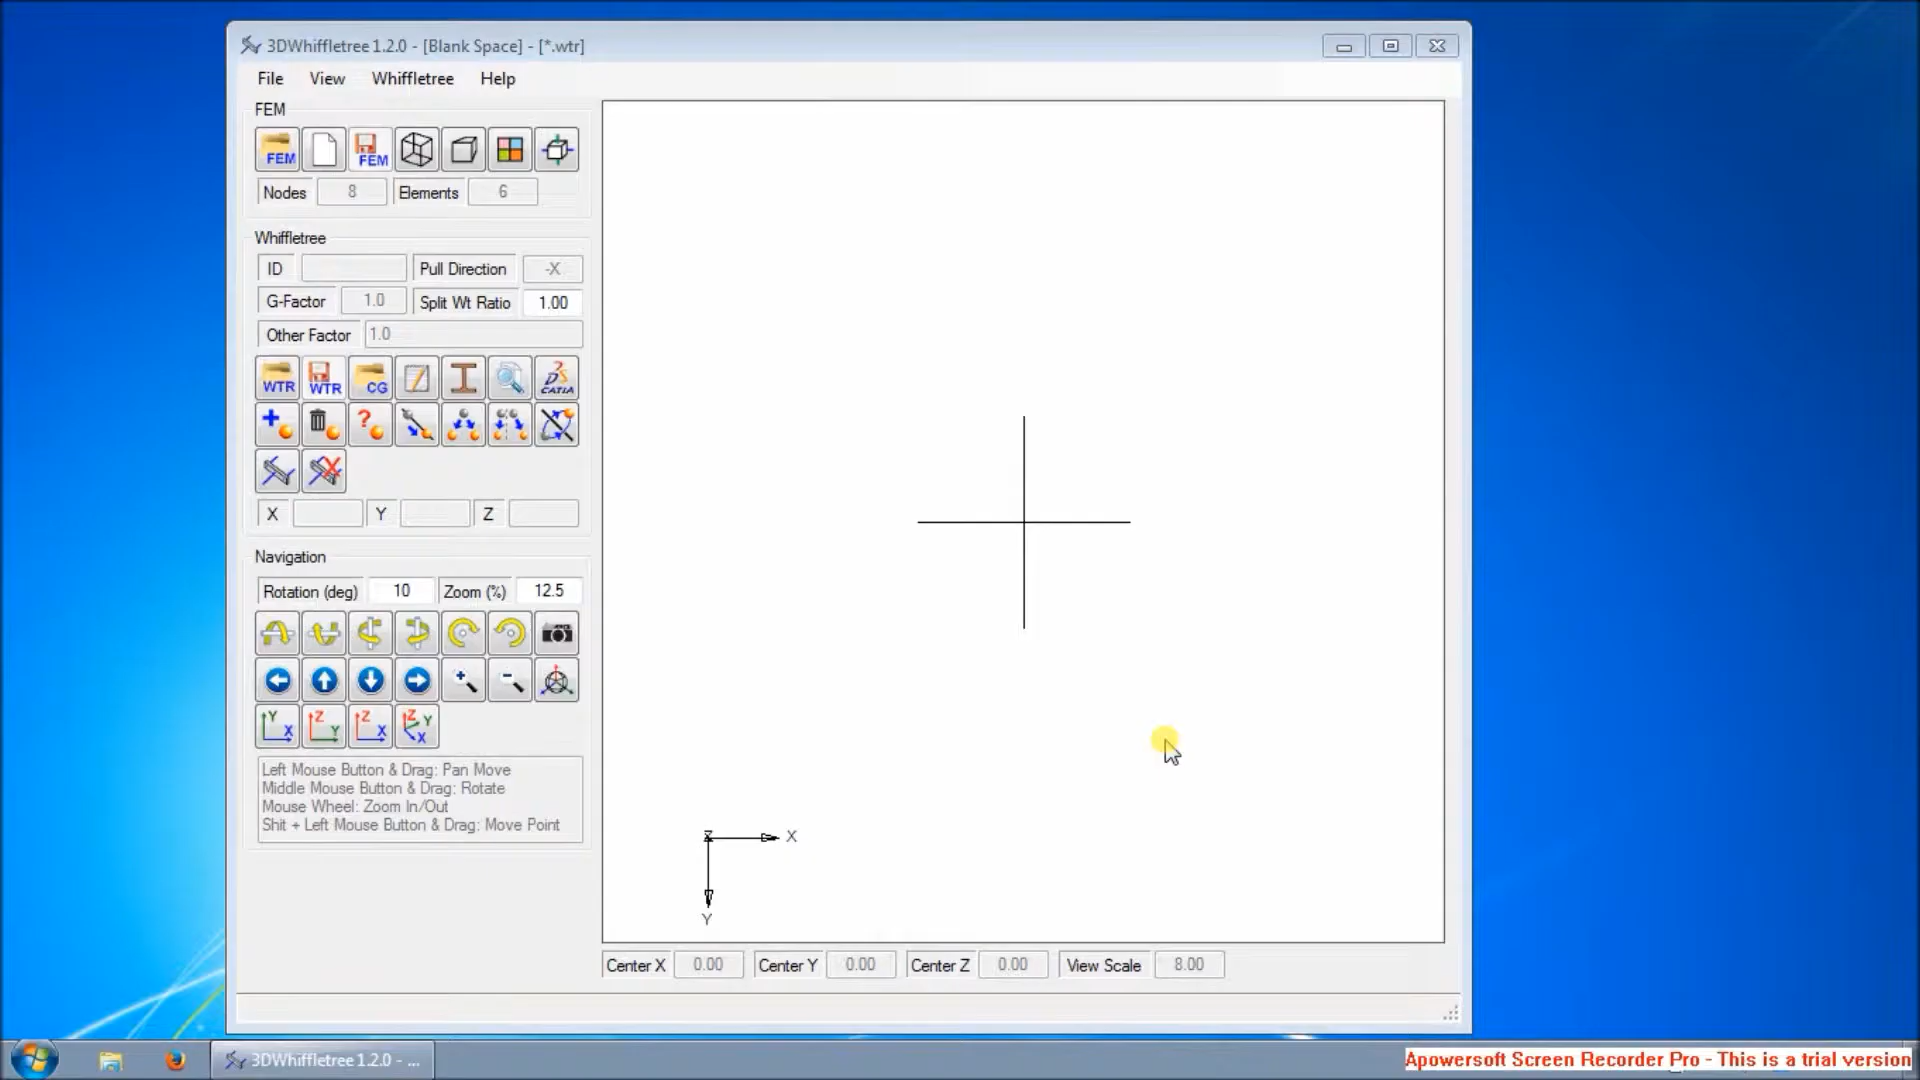 3DWhiffletree 1.2.0 - [Blank Space] - [*.wtr]
File View Whiffletree Help
FEM
FEM FEM
Nodes 8 Elements 6
Whiffletree
ID Pull Direction -X
G-Factor 1.0 Split Wt Ratio 1.00
Other Factor 1.0
WTR WTR CG CATIA
X Y Z
Navigation
Rotation (deg) 10 Zoom (%) 12.5
Y X Z Y Z X Z Y X
Left Mouse Button & Drag: Pan Move
Middle Mouse Button & Drag: Rotate
Mouse Wheel: Zoom In/Out
Shit + Left Mouse Button & Drag: Move Point
Z X
Y
Center X 0.00 Center Y 0.00 Center Z 0.00 View Scale 8.00
3DWhiffletree 1.2.0 - ...
Apowersoft Screen Recorder Pro - This is a trial version